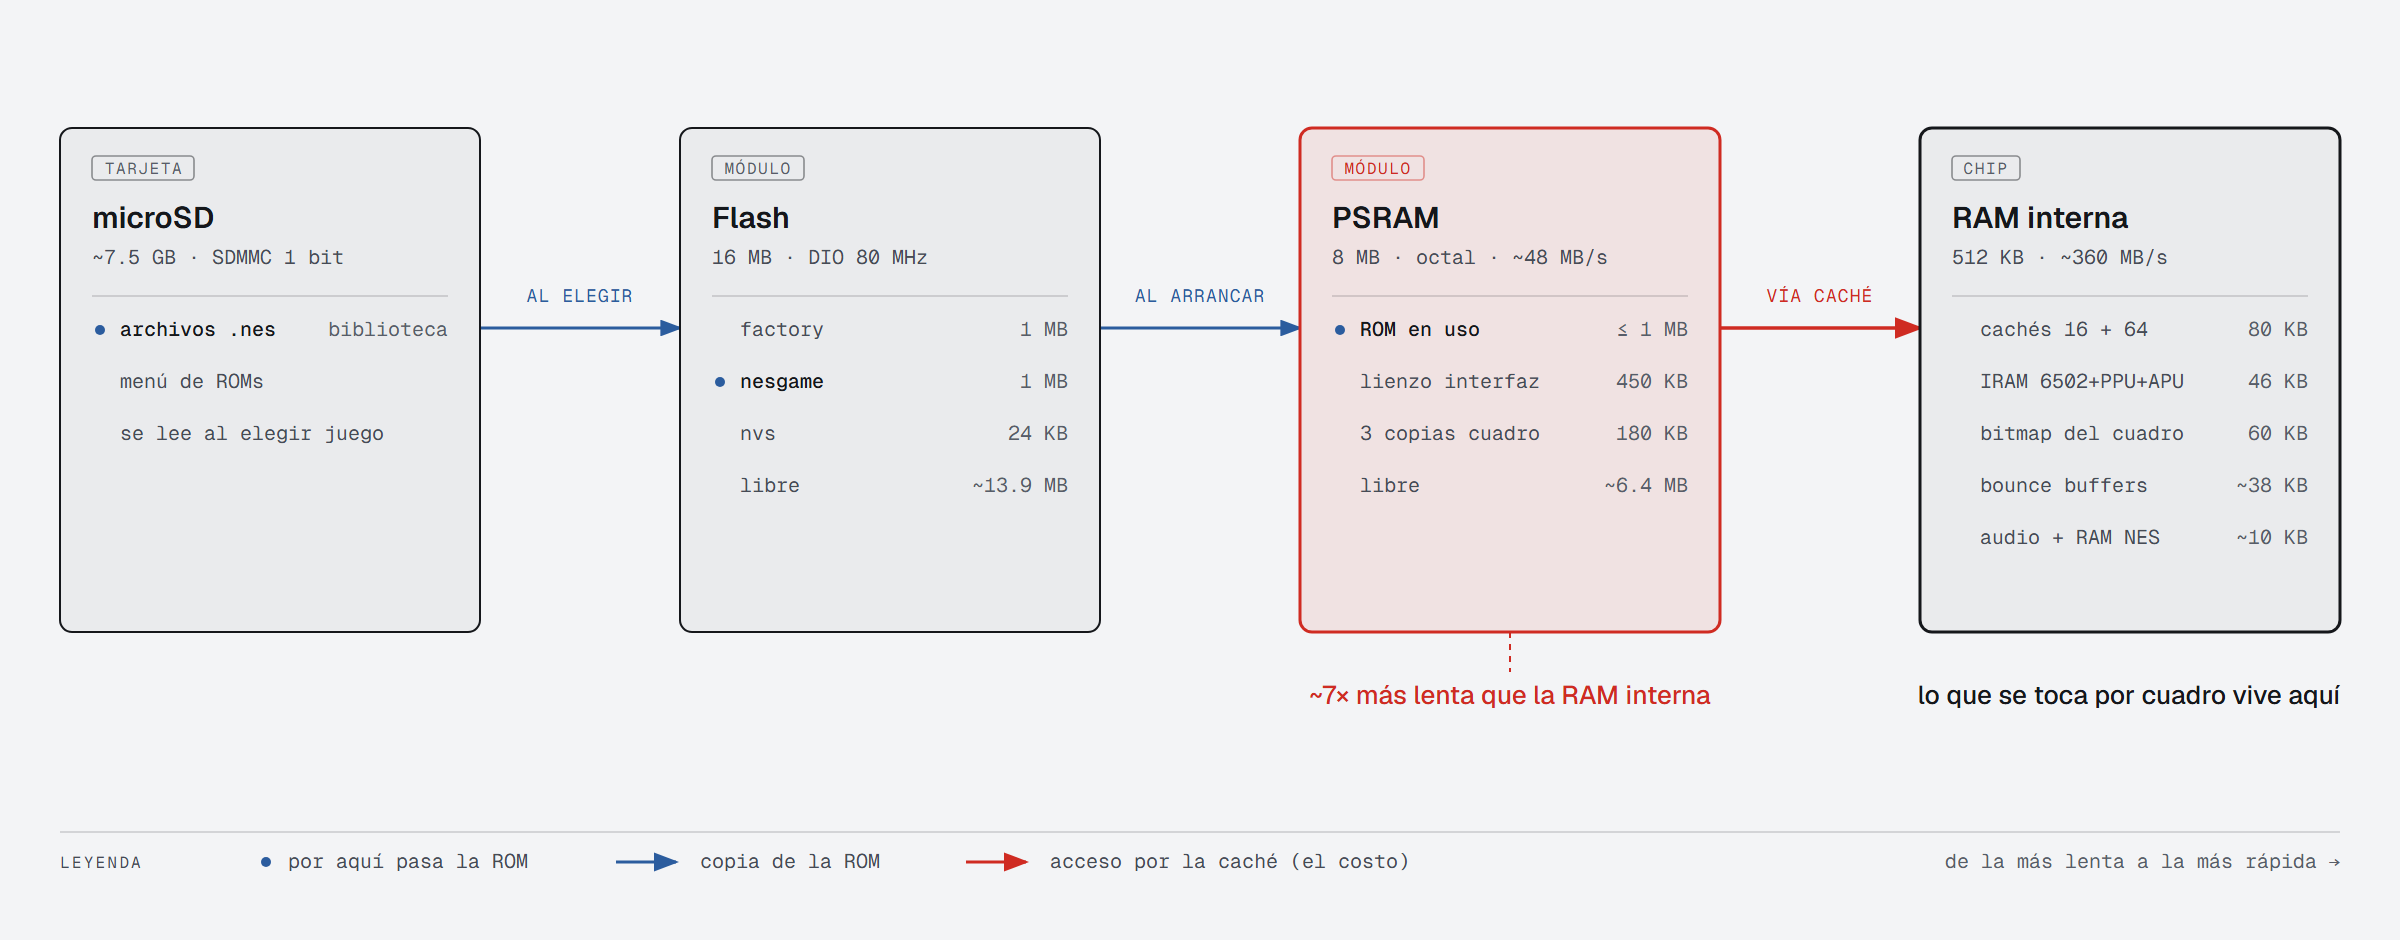 TARJETA
microSD
~7.5 GB · SDMMC 1 bit
archivos .nes biblioteca
menú de ROMs
se lee al elegir juego
AL ELEGIR
MÓDULO
Flash
16 MB · DIO 80 MHz
factory 1 MB
nesgame 1 MB
nvs 24 KB
libre ~13.9 MB
AL ARRANCAR
MÓDULO
PSRAM
8 MB · octal · ~48 MB/s
ROM en uso ≤ 1 MB
lienzo interfaz 450 KB
3 copias cuadro 180 KB
libre ~6.4 MB
~7× más lenta que la RAM interna
VÍA CACHÉ
CHIP
RAM interna
512 KB · ~360 MB/s
cachés 16 + 64 80 KB
IRAM 6502+PPU+APU 46 KB
bitmap del cuadro 60 KB
bounce buffers ~38 KB
audio + RAM NES ~10 KB
lo que se toca por cuadro vive aquí
LEYENDA
por aquí pasa la ROM
copia de la ROM
acceso por la caché (el costo)
de la más lenta a la más rápida →